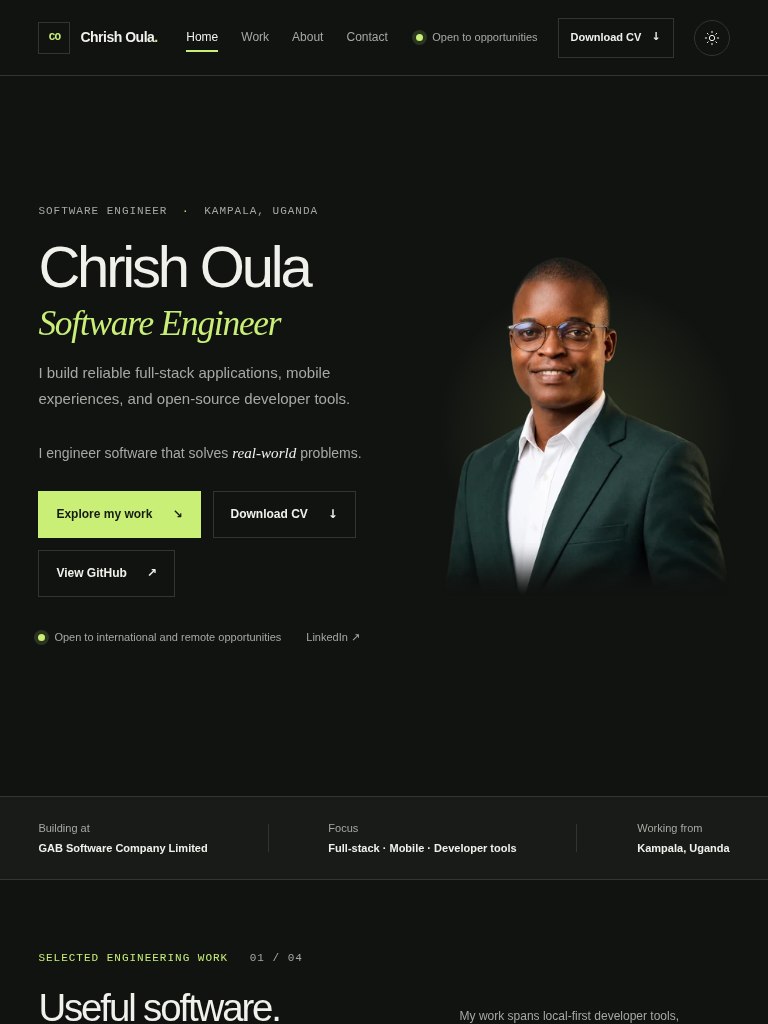 co
Chrish Oula.
Home
Work
About
Contact
Open to opportunities
Download CV ↓
SOFTWARE ENGINEER · KAMPALA, UGANDA
Chrish Oula
Software Engineer
I build reliable full-stack applications, mobile
experiences, and open-source developer tools.
I engineer software that solves real-world problems.
Explore my work ↘
Download CV ↓
View GitHub ↗
Open to international and remote opportunities
LinkedIn ↗
Building at
GAB Software Company Limited
Focus
Full-stack · Mobile · Developer tools
Working from
Kampala, Uganda
SELECTED ENGINEERING WORK 01 / 04
Useful software.
My work spans local-first developer tools,